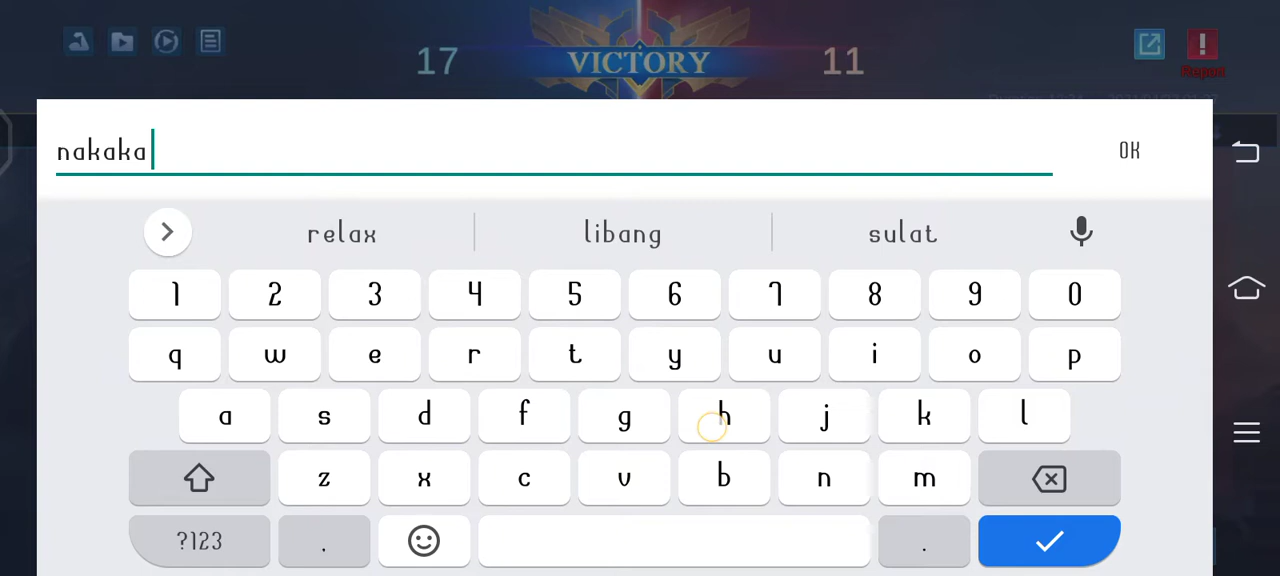 17 VICTORY 11
Report
nakaka OK
relax libang sulat
1 2 3 4 5 6 7 8 9 0
q w e r t y u i o p
a s d f g h j k l
z x c v b n m
?123 . .